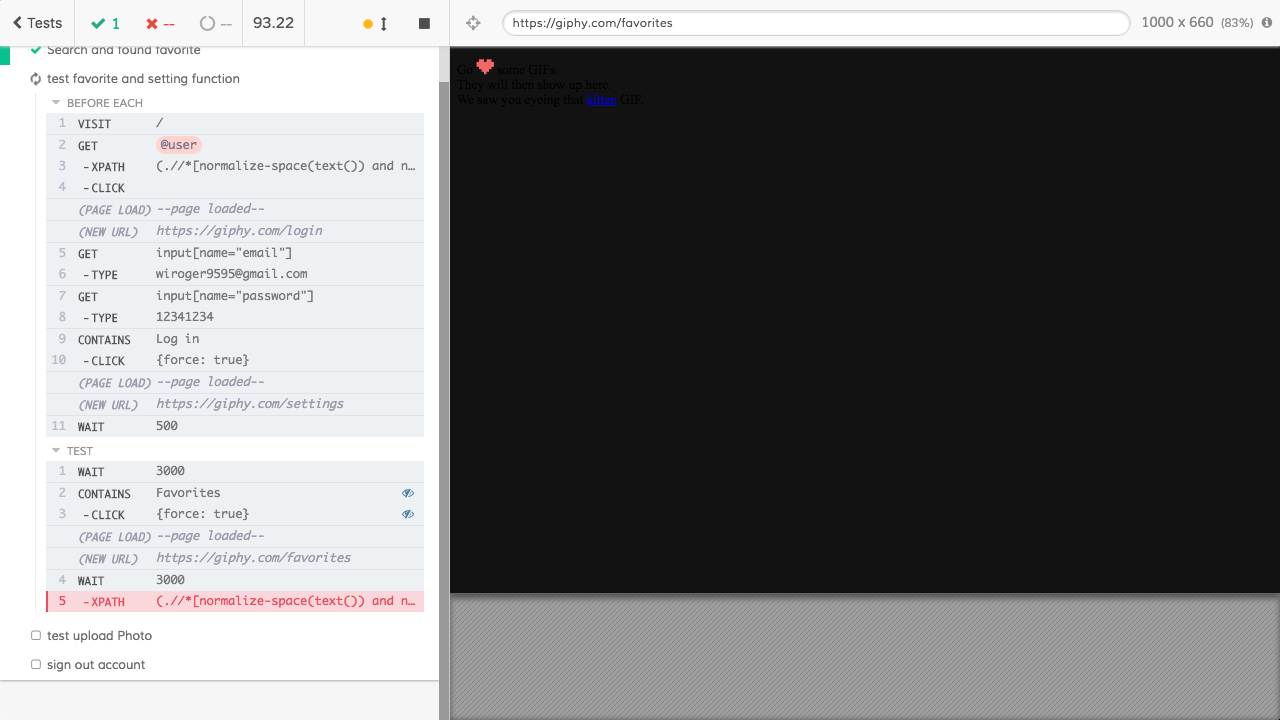 Tests
1
--
--
93.22
https://giphy.com/favorites
1000 x 660 (83%)
Search and found favorite
test favorite and setting function
BEFORE EACH
1 VISIT /
2 GET @user
3 -XPATH (.//*[normalize-space(text()) and n…
4 -CLICK
(PAGE LOAD) --page loaded--
(NEW URL) https://giphy.com/login
5 GET input[name="email"]
6 -TYPE wiroger9595@gmail.com
7 GET input[name="password"]
8 -TYPE 12341234
9 CONTAINS Log in
10 -CLICK {force: true}
(PAGE LOAD) --page loaded--
(NEW URL) https://giphy.com/settings
11 WAIT 500
TEST
1 WAIT 3000
2 CONTAINS Favorites
3 -CLICK {force: true}
(PAGE LOAD) --page loaded--
(NEW URL) https://giphy.com/favorites
4 WAIT 3000
5 -XPATH (.//*[normalize-space(text()) and n…
test upload Photo
sign out account
Go some GIFs.
They will then show up here.
We saw you eyeing that kitten GIF.